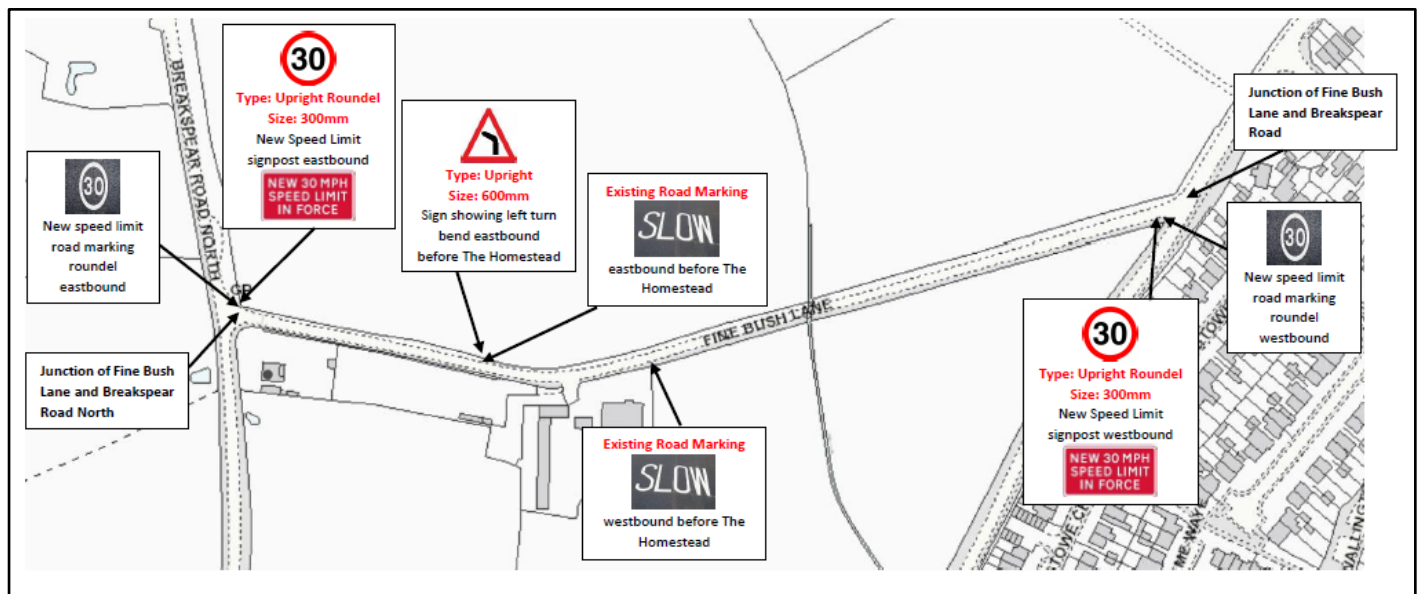 BREAKSPEAR ROAD NORTH
30
Type: Upright Roundel
Size: 300mm
New Speed Limit
signpost eastbound
NEW 30 MPH
SPEED LIMIT
IN FORCE
30
New speed limit
road marking
roundel
eastbound
Type: Upright
Size: 600mm
Sign showing left turn
bend eastbound
before The Homestead
Existing Road Marking
SLOW
eastbound before The
Homestead
Junction of Fine Bush
Lane and Breakspear
Road
30
New speed limit
road marking
roundel
westbound
GP
FINE BUSH LANE
Junction of Fine Bush
Lane and Breakspear
Road North
30
Type: Upright Roundel
Size: 300mm
New Speed Limit
signpost westbound
NEW 30 MPH
SPEED LIMIT
IN FORCE
Existing Road Marking
SLOW
westbound before The
Homestead